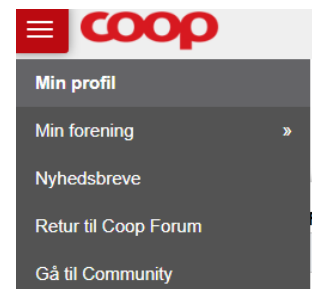 coop
Min profil
Min forening »
Nyhedsbreve
Retur til Coop Forum
Gå til Community